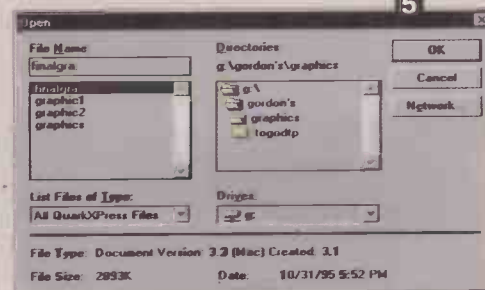 5
Open
File Name
Directories
OK
finalgra.
g:\gordon's\graphics
Cancel
finalgra
graphic1
graphic2
graphics
g:\
gordon's
graphics
togodtp
Network...
List Files of Type:
Drives:
All QuarkXPress Files
g:
File Type: Document Version: 3.3 (Mac) Created: 3.1
File Size: 2893K Date: 10/31/95 5:52 PM